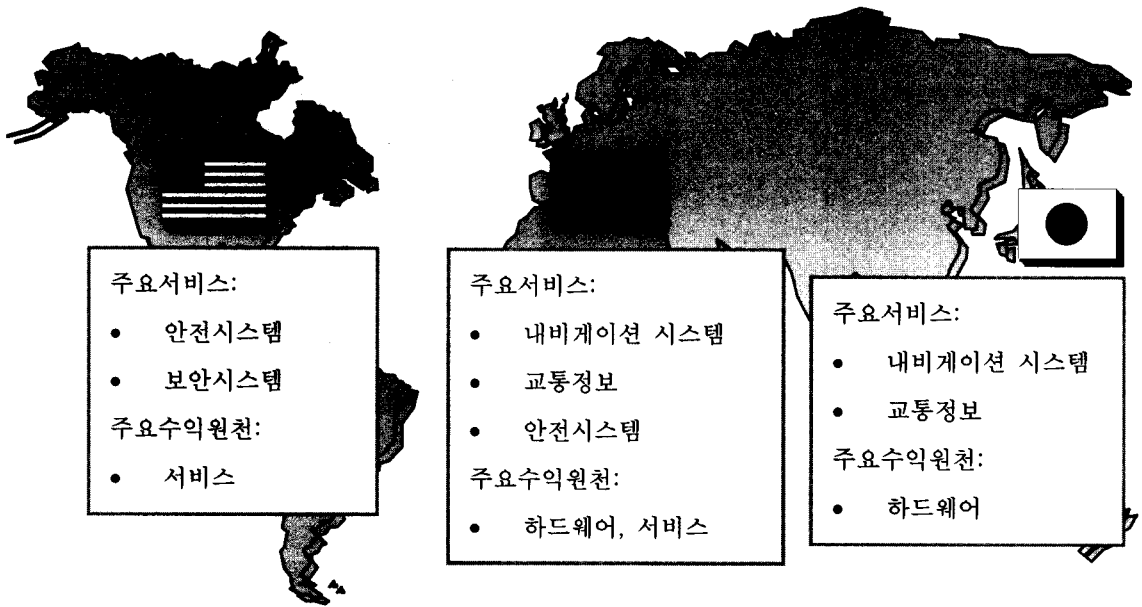 주요서비스:
• 안전시스템
• 보안시스템
주요수익원천:
• 서비스
주요서비스:
• 내비게이션 시스템
• 교통정보
• 안전시스템
주요수익원천:
• 하드웨어, 서비스
주요서비스:
• 내비게이션 시스템
• 교통정보
주요수익원천:
• 하드웨어